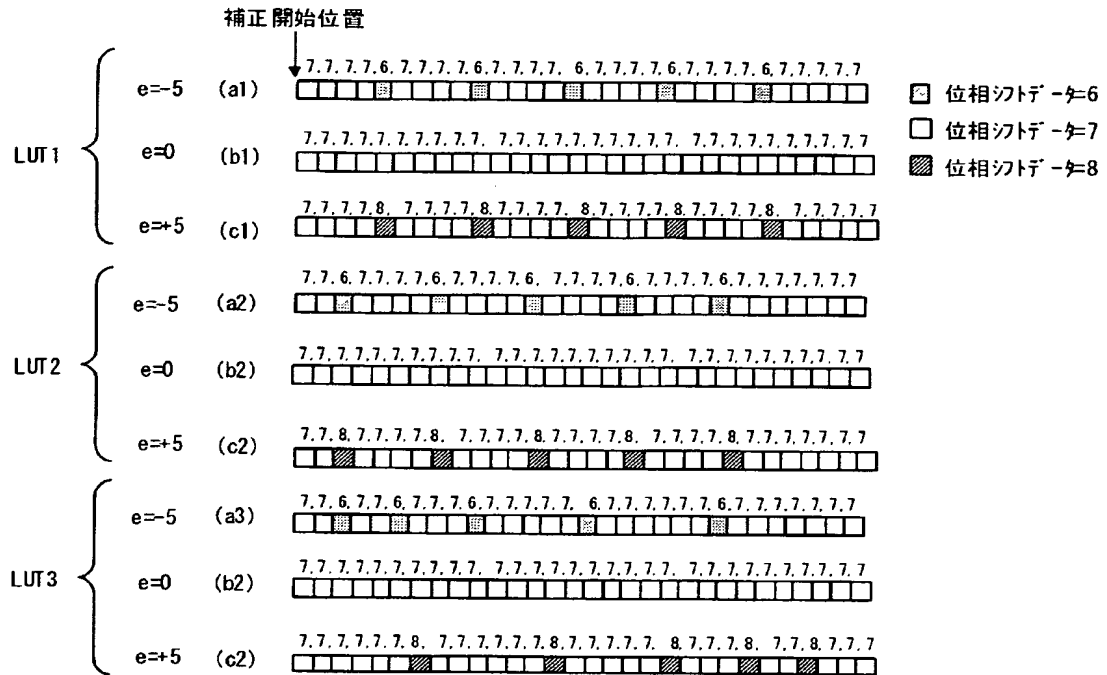 補正開始位置
7,7,7,7,6,7,7,7,7,6,7,7,7,7, 6,7,7,7,7,6,7,7,7,7,6,7,7,7,7,7
e=-5 (a1)
位相シフトデータ=6
7,7,7,7,7,7,7,7,7,7, 7,7,7,7,7,7,7,7,7,7, 7,7,7,7,7,7,7,7,7,7
LUT1 e=0 (b1)
位相シフトデータ=7
位相シフトデータ=8
7,7,7,7,8, 7,7,7,7,8,7,7,7,7,8,7,7,7,7,8,7,7,7,7,8, 7,7,7,7,7
e=+5 (c1)
7,7,6,7,7,7,7,6,7,7,7,7,6, 7,7,7,7,6,7,7,7,7,6,7,7,7,7,7,7,7
e=-5 (a2)
7,7,7,7,7,7,7,7,7,7, 7,7,7,7,7,7,7,7,7,7, 7,7,7,7,7,7,7,7,7,7
LUT2 e=0 (b2)
7,7,8,7,7,7,7,8, 7,7,7,7,8,7,7,7,7,8, 7,7,7,7,8,7,7,7,7,7,7,7
e=+5 (c2)
7,7,6,7,7,6,7,7,7,6,7,7,7,7,7, 6,7,7,7,7,7,7,6,7,7,7,7,7,7,7
e=-5 (a3)
7,7,7,7,7,7,7,7,7,7, 7,7,7,7,7,7,7,7,7,7, 7,7,7,7,7,7,7,7,7,7
LUT3 e=0 (b2)
7,7,7,7,7,7,8, 7,7,7,7,7,7,8,7,7,7,7,7, 8,7,7,7,8, 7,7,8,7,7,7
e=+5 (c2)